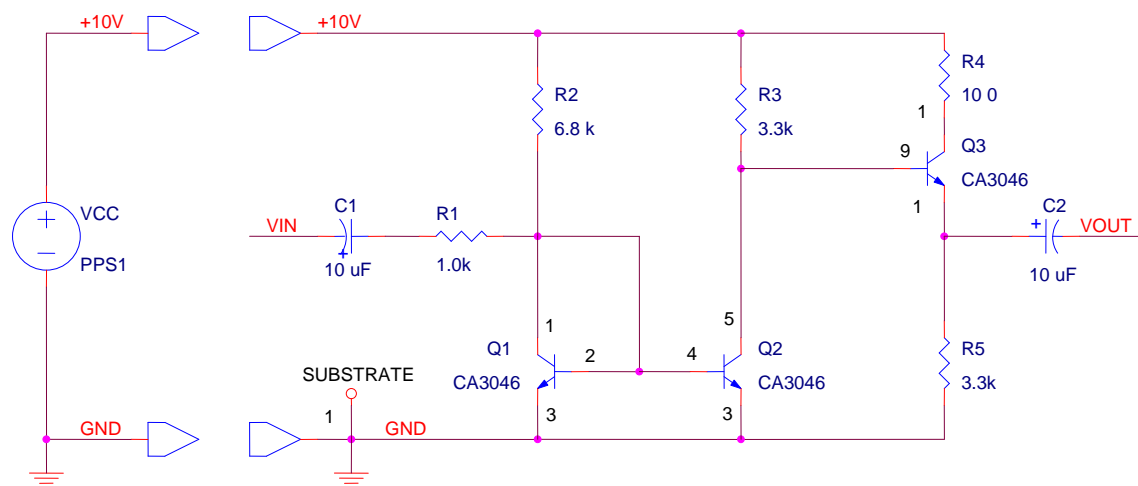 +10V
+10V
R2
6.8 k
R3
3.3k
R4
10 0
1
Q3
9
CA3046
1
VCC
+
−
PPS1
VIN
C1
+
10 uF
R1
1.0k
C2
+
VOUT
10 uF
Q1
1
2
CA3046
3
4
5
Q2
CA3046
3
R5
3.3k
SUBSTRATE
1
GND
GND